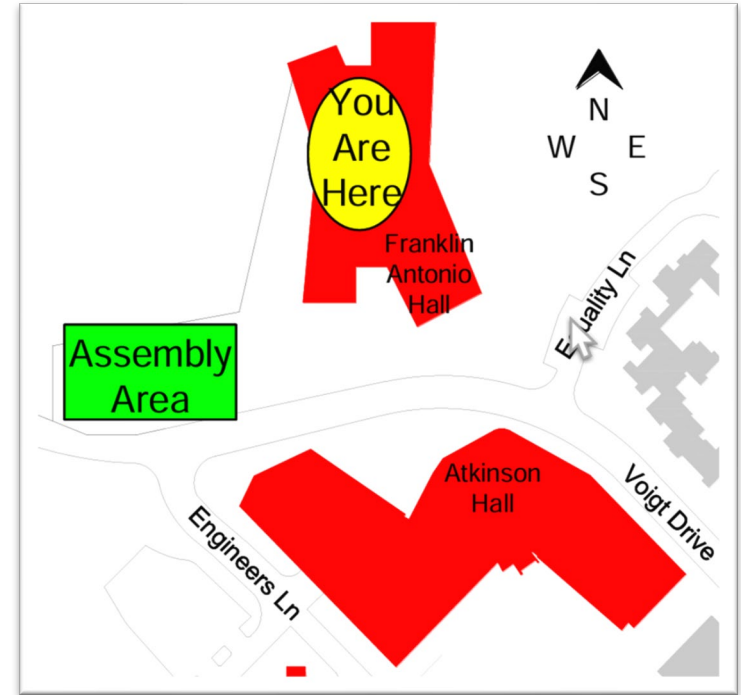 You
Are
Here
N
W E
S
Franklin
Antonio
Hall
Equality Ln
Assembly
Area
Atkinson
Hall
Voigt Drive
Engineers Ln